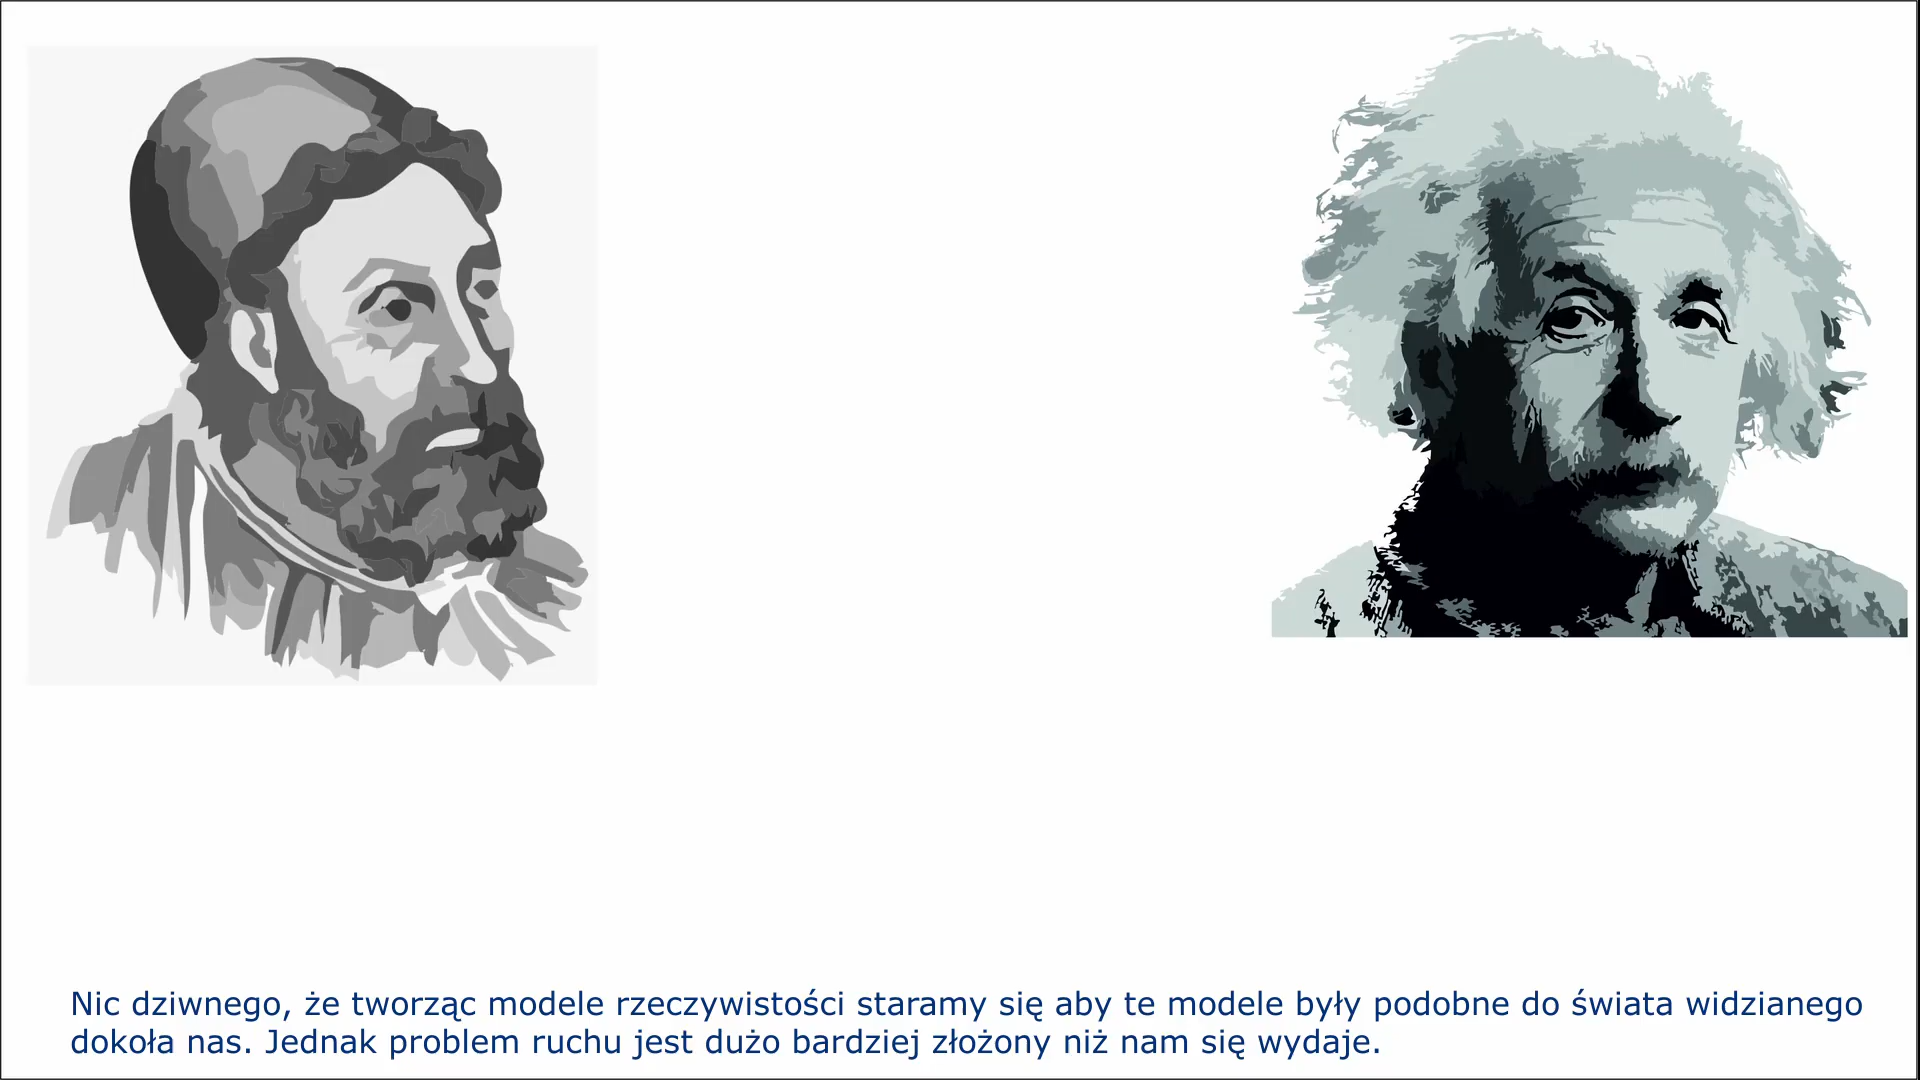 Nic dziwnego, że tworząc modele rzeczywistości staramy się aby te modele były podobne do świata widzianego
dokoła nas. Jednak problem ruchu jest dużo bardziej złożony niż nam się wydaje.